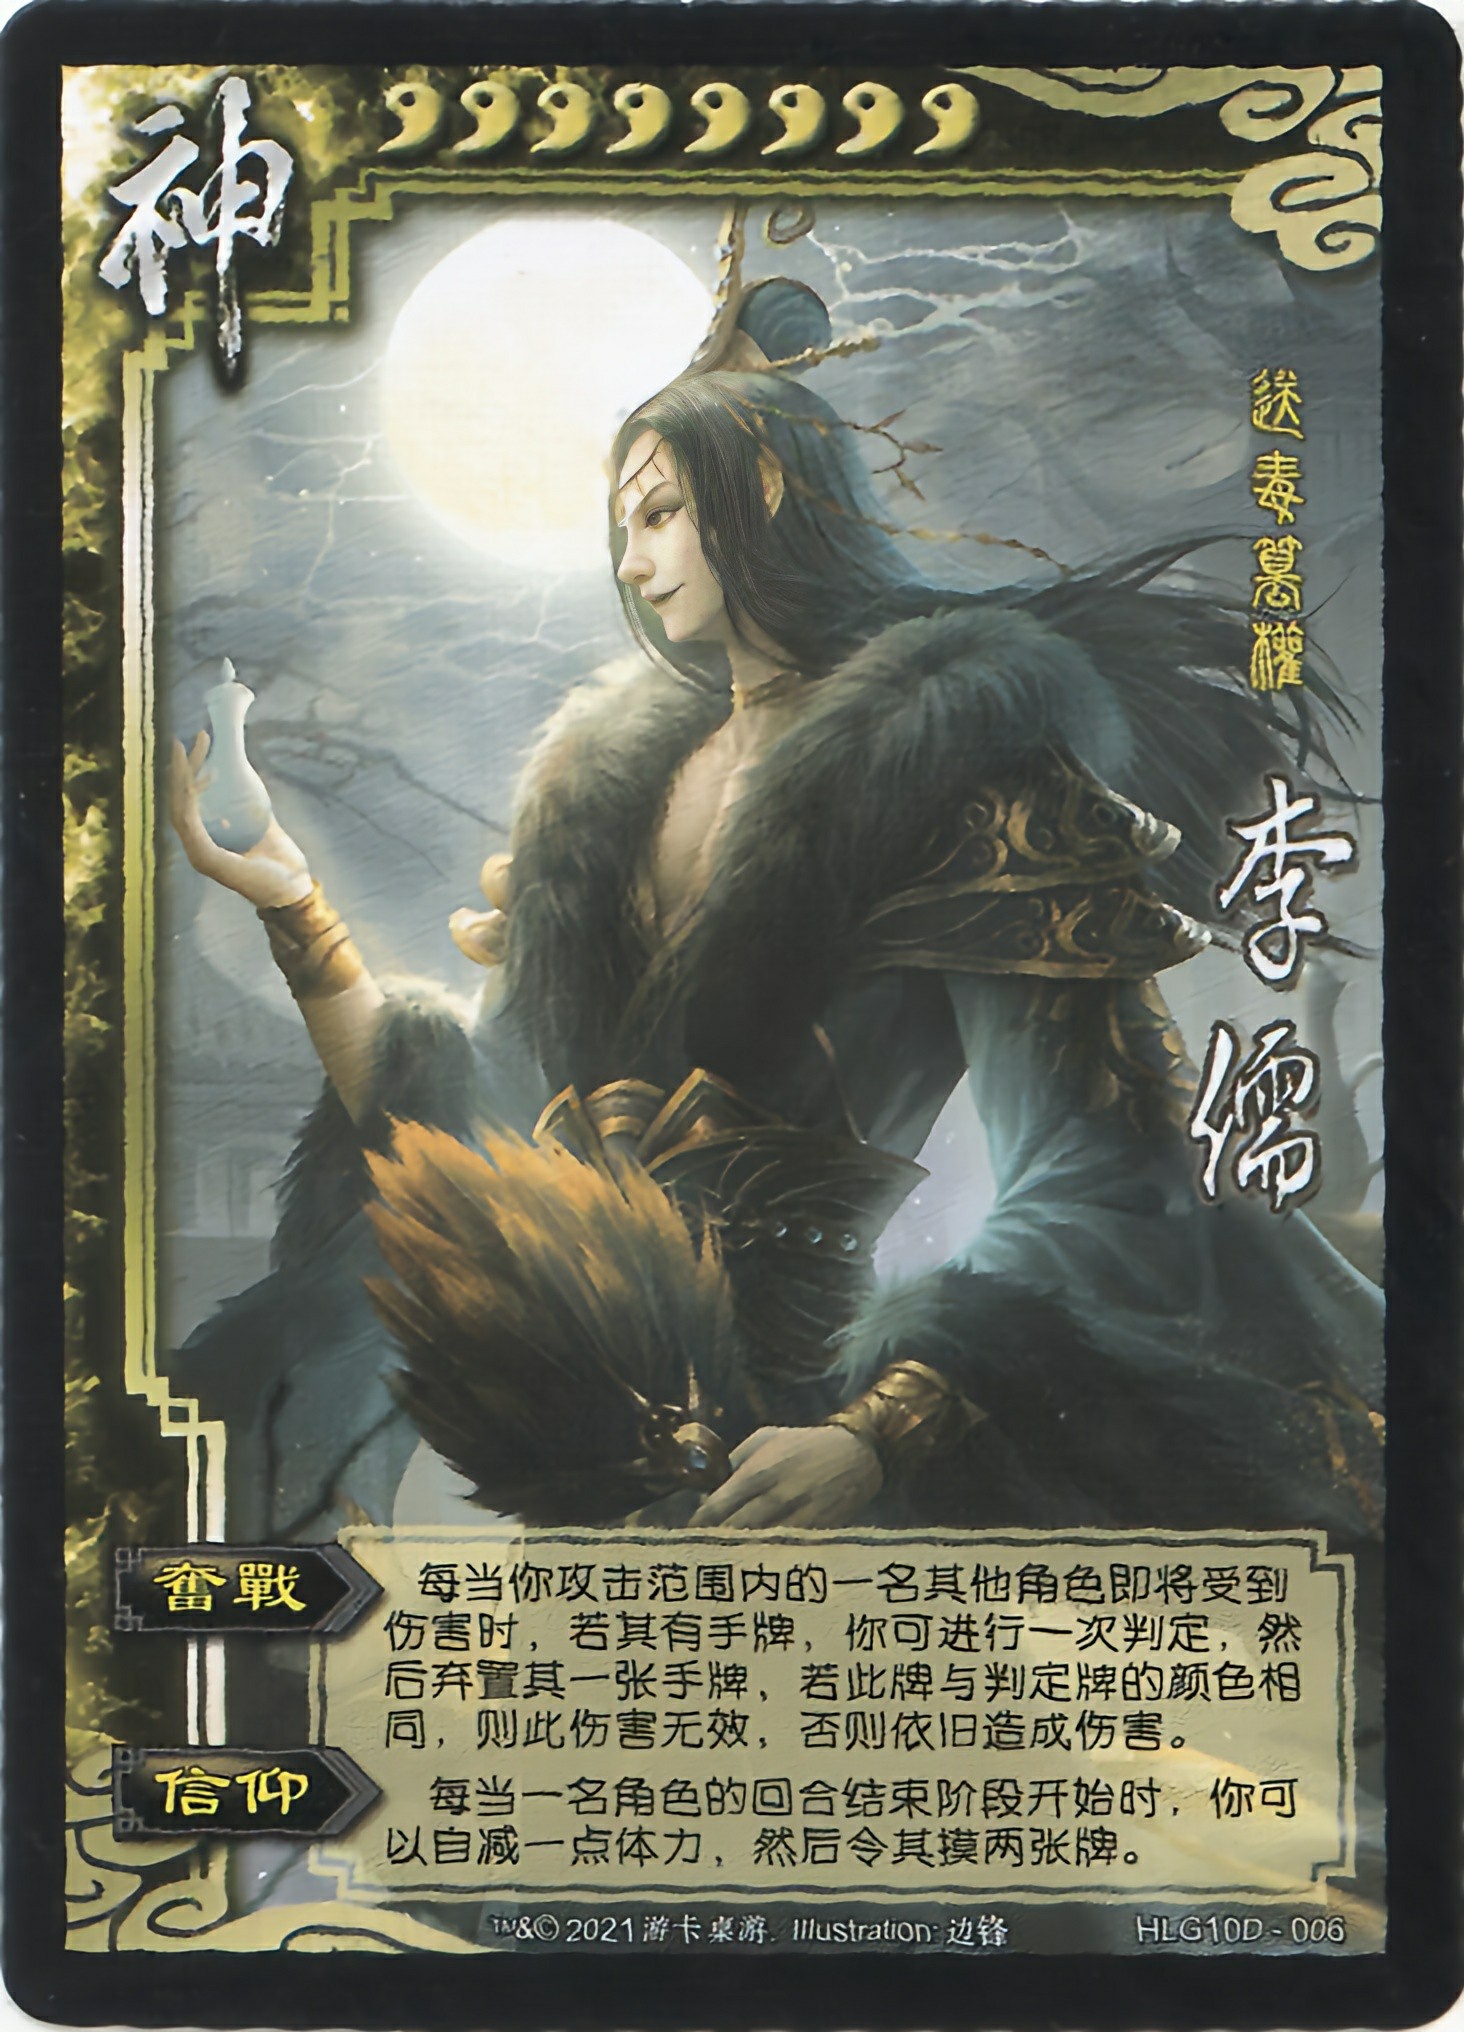 神
送毒篡權
李儒
奮戰
每当你攻击范围内的一名其他角色即将受到
伤害时，若其有手牌，你可进行一次判定，然
后弃置其一张手牌，若此牌与判定牌的颜色相
同，则此伤害无效，否则依旧造成伤害。
信仰
每当一名角色的回合结束阶段开始时，你可
以自减一点体力，然后令其摸两张牌。
™&© 2021 游卡桌游. Illustration: 边锋
HLG10D - 006